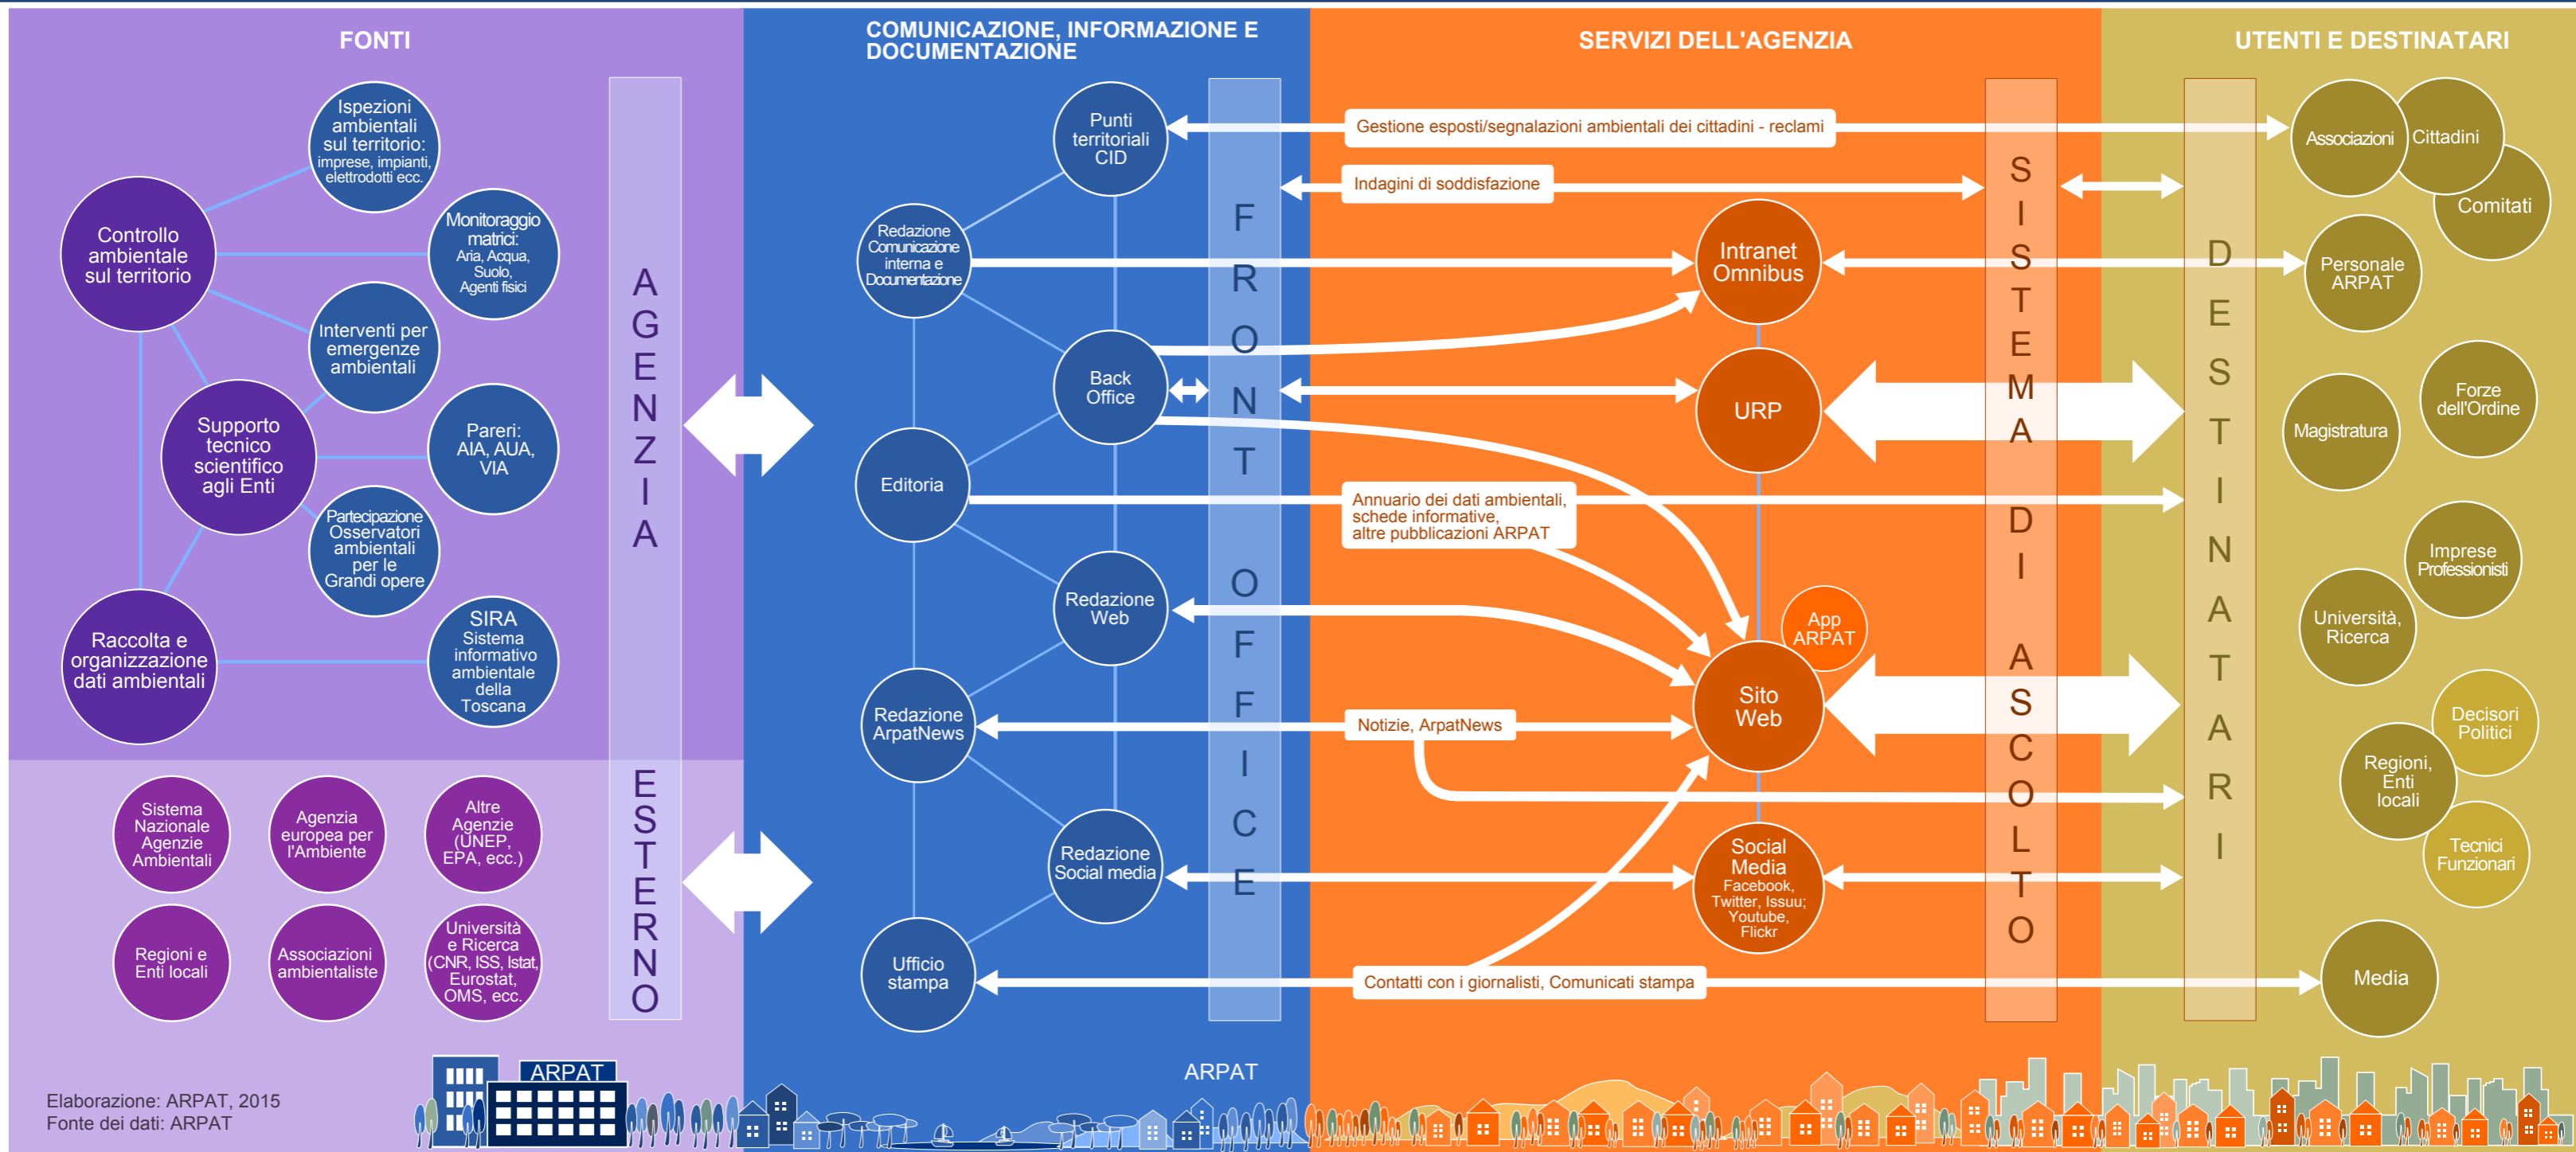 FONTI
Ispezioni
ambientali
sul territorio:
imprese, impianti,
elettrodotti ecc.
Controllo
ambientale
sul territorio
Monitoraggio
matrici:
Aria, Acqua,
Suolo,
Agenti fisici
Interventi per
emergenze
ambientali
Supporto
tecnico
scientifico
agli Enti
Pareri:
AIA, AUA,
VIA
Partecipazione
Osservatori
ambientali
per le
Grandi opere
Raccolta e
organizzazione
dati ambientali
SIRA
Sistema
informativo
ambientale
della
Toscana
AGENZIA
Sistema
Nazionale
Agenzie
Ambientali
Agenzia
europea per
l'Ambiente
Altre
Agenzie
(UNEP,
EPA, ecc.)
Regioni e
Enti locali
Associazioni
ambientaliste
Università
e Ricerca
(CNR, ISS, Istat,
Eurostat,
OMS, ecc.
ESTERNO
COMUNICAZIONE, INFORMAZIONE E
DOCUMENTAZIONE
Punti
territoriali
CID
Redazione
Comunicazione
interna e
Documentazione
Back
Office
Editoria
Redazione
Web
Redazione
ArpatNews
Redazione
Social media
Ufficio
stampa
FRONT OFFICE
SERVIZI DELL'AGENZIA
Gestione esposti/segnalazioni ambientali dei cittadini - reclami
Indagini di soddisfazione
Intranet
Omnibus
URP
Annuario dei dati ambientali,
schede informative,
altre pubblicazioni ARPAT
App
ARPAT
Sito
Web
Notizie, ArpatNews
Social
Media
Facebook,
Twitter, Issuu;
Youtube,
Flickr
Contatti con i giornalisti, Comunicati stampa
SISTEMA DI ASCOLTO
UTENTI E DESTINATARI
DESTINATARI
Associazioni
Cittadini
Comitati
Personale
ARPAT
Forze
dell'Ordine
Magistratura
Imprese
Professionisti
Università,
Ricerca
Decisori
Politici
Regioni,
Enti
locali
Tecnici
Funzionari
Media
Elaborazione: ARPAT, 2015
Fonte dei dati: ARPAT
ARPAT
ARPAT